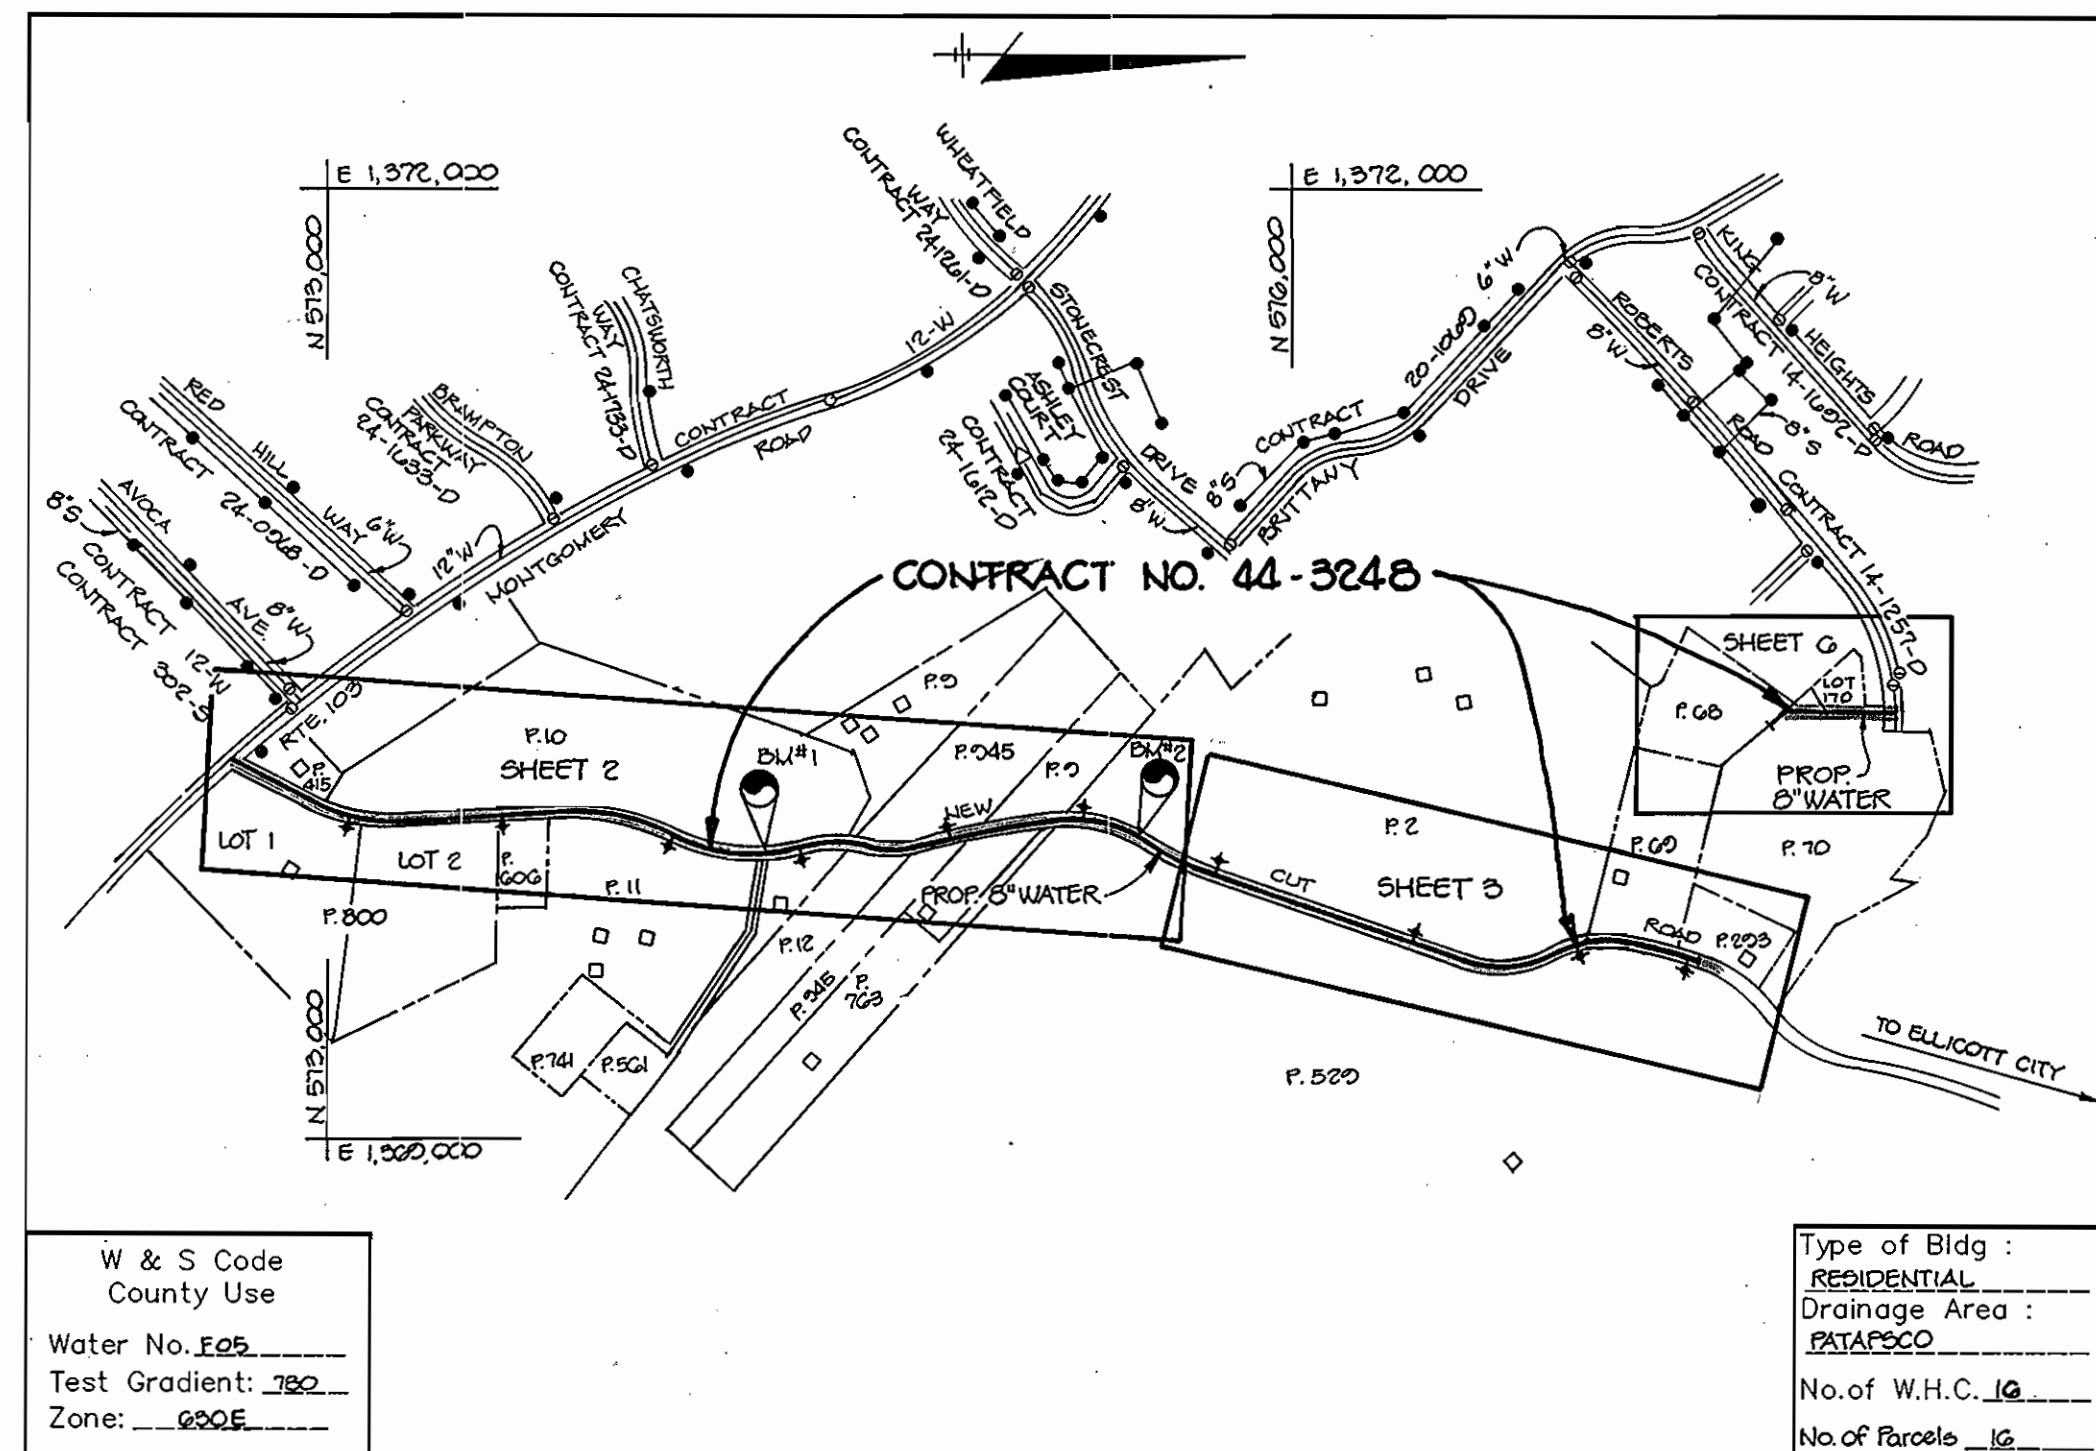 E 1,372,000
N 573,000
E 1,372,000
N 576,000
WHEATFIELD
WAY
CONTRACT 24-1261-D
CHATSWORTH
WAY
CONTRACT 24-1733-D
BRAMPTON
PARKWAY
CONTRACT
24-1633-D
RED HILL WAY
CONTRACT 24-0968-D
6"W
AVOCA AVE.
8"S
8"W
CONTRACT 12-W
CONTRACT 302-S
12"W
MONTGOMERY ROAD
CONTRACT 12-W
RTE. 103
STONECREST DRIVE
8"W
ASHLEY
COURT
CONTRACT
24-1612-D
BRITTANY DRIVE
8"S
CONTRACT
6"W
ROBERTS ROAD
8"W
CONTRACT 14-1257-D
8"S
KING HEIGHTS ROAD
CONTRACT 14-1692-D
8"W
CONTRACT NO. 44-3248
SHEET 6
LOT
170
P. 68
PROP.
8"WATER
P.10
SHEET 2
P.
415
BM#1
P.9
P.945
P.9
BM#2
LOT 1
LOT 2
P.
606
P. 11
P. 800
NEW CUT ROAD
PROP. 8"WATER
P. 2
SHEET 3
P. 69
P. 70
P. 293
P.12
P. 945
P.
763
P.741
P.561
P. 529
TO ELLICOTT CITY
N 573,000
E 1,369,000
W & S Code
County Use
Water No. F05
Test Gradient: 780
Zone: 630E
Type of Bldg :
RESIDENTIAL
Drainage Area :
PATAPSCO
No.of W.H.C. 16
No.of Parcels 16